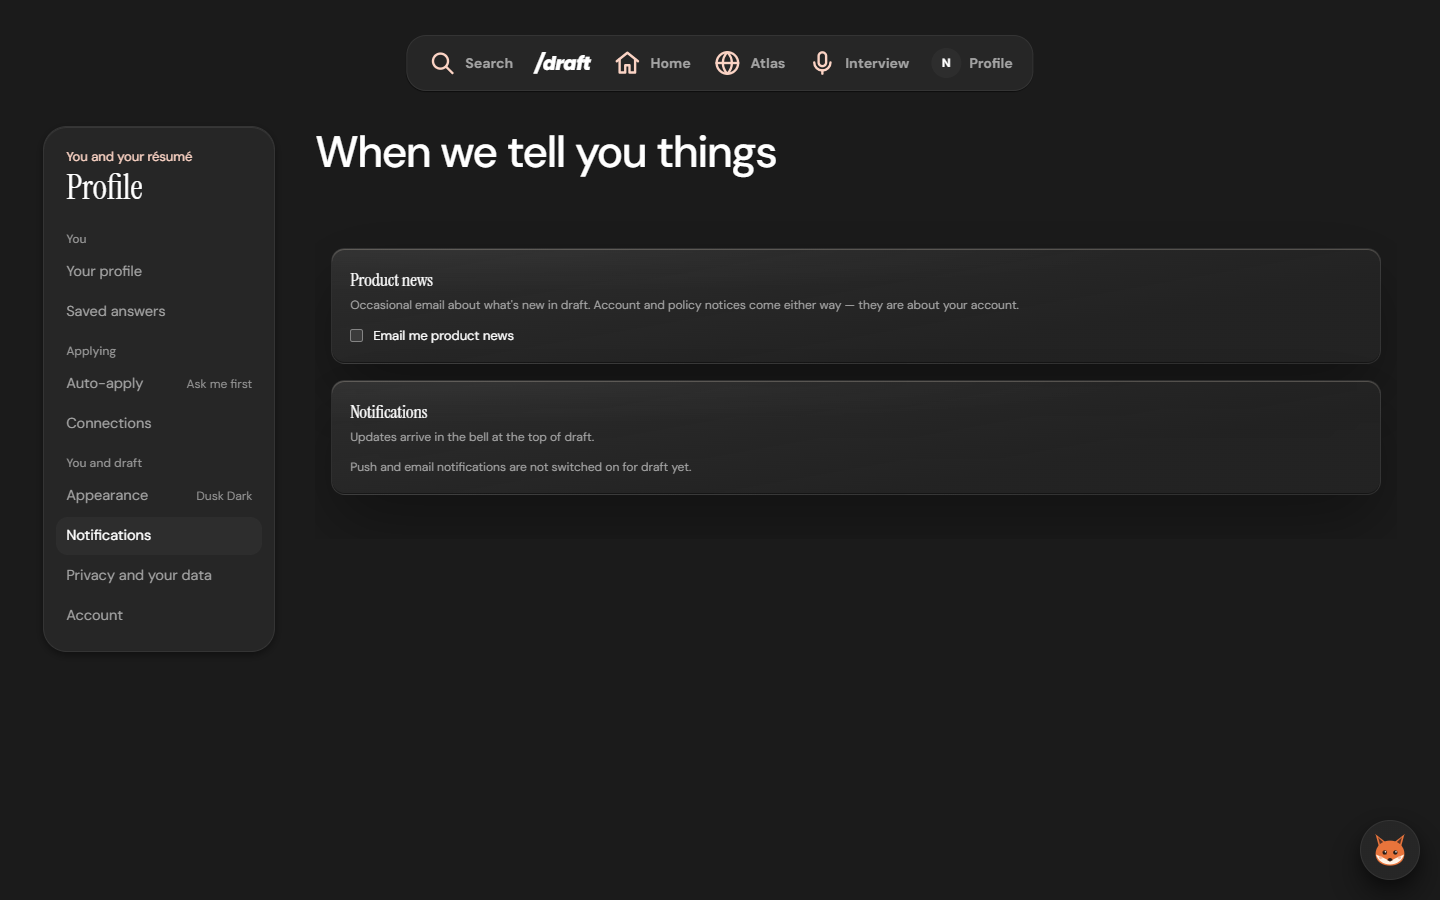 Search
/draft
Home
Atlas
Interview
N
Profile
You and your résumé
Profile
You
Your profile
Saved answers
Applying
Auto-apply
Ask me first
Connections
You and draft
Appearance
Dusk Dark
Notifications
Privacy and your data
Account
When we tell you things
Product news
Occasional email about what's new in draft. Account and policy notices come either way — they are about your account.
Email me product news
Notifications
Updates arrive in the bell at the top of draft.
Push and email notifications are not switched on for draft yet.